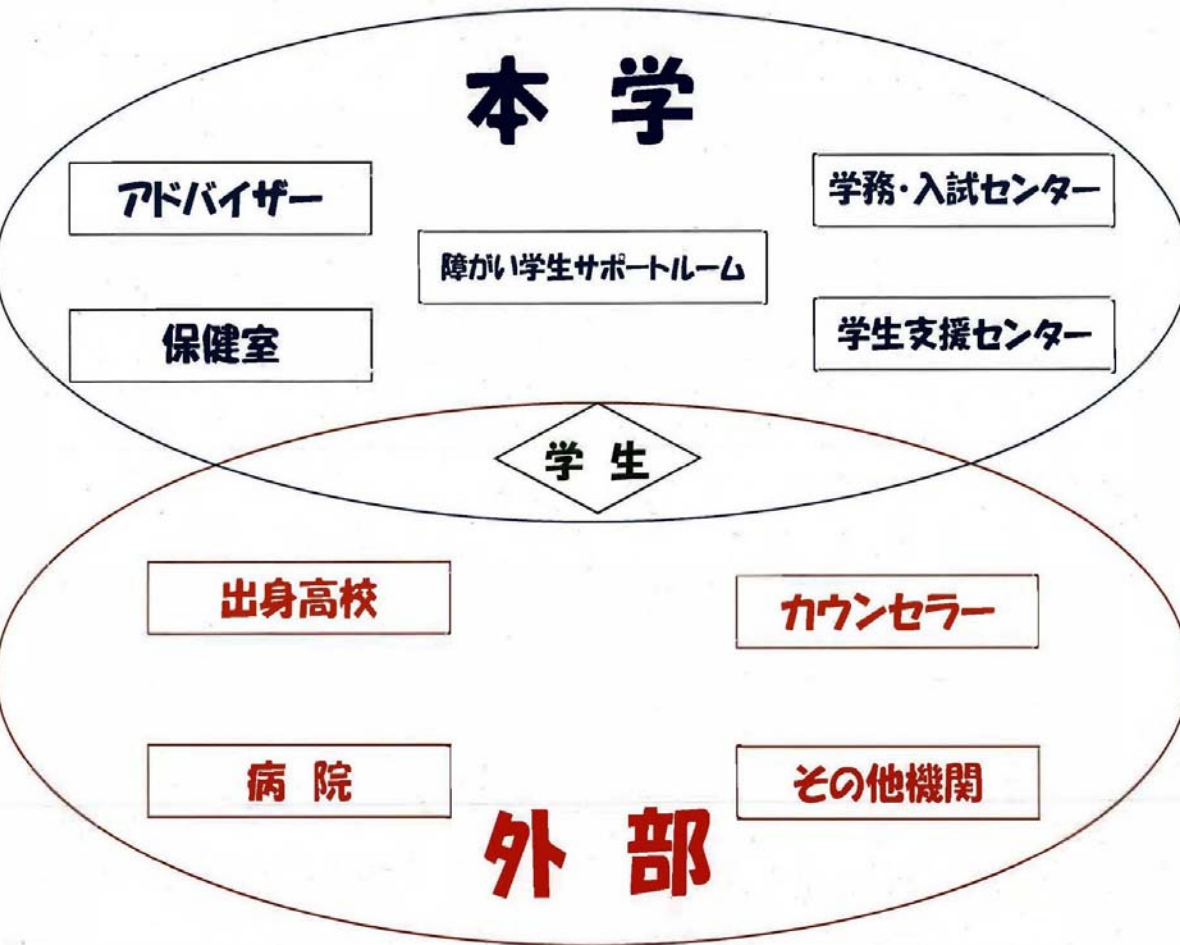 本 学
アドバイザー
学務・入試センター
障がい学生サポートルーム
保健室
学生支援センター
学 生
出身高校
カウンセラー
病 院
その他機関
外 部